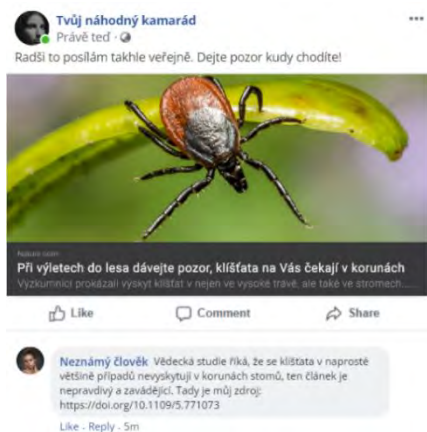 Tvůj náhodný kamarád
Právě teď ·
Radši to posílám takhle veřejně. Dejte pozor kudy chodíte!
Při výletech do lesa dávejte pozor, klíšťata na Vás čekají v korunách
Výzkumníci prokázali výskyt klíšťat v nejen ve vysoké trávě, ale také ve stromech....
Like
Comment
Share
Neznámý člověk Vědecká studie říká, že se klíšťata v naprosté
většině případů nevyskytují v korunách stomů, ten článek je
nepravdivý a zavádějící. Tady je můj zdroj:
https://doi.org/10.1109/5.771073
Like - Reply - 5m